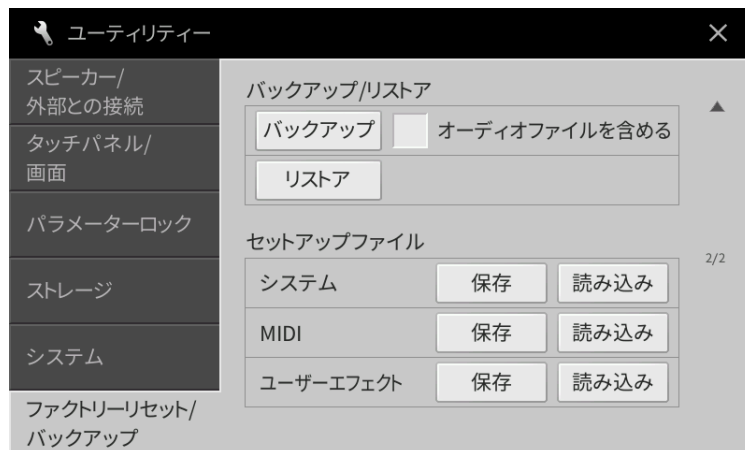 ユーティリティー
スピーカー/
外部との接続
タッチパネル/
画面
パラメーターロック
ストレージ
システム
ファクトリーリセット/
バックアップ
バックアップ/リストア
バックアップ オーディオファイルを含める
リストア
セットアップファイル
システム 保存 読み込み
MIDI 保存 読み込み
ユーザーエフェクト 保存 読み込み
2/2